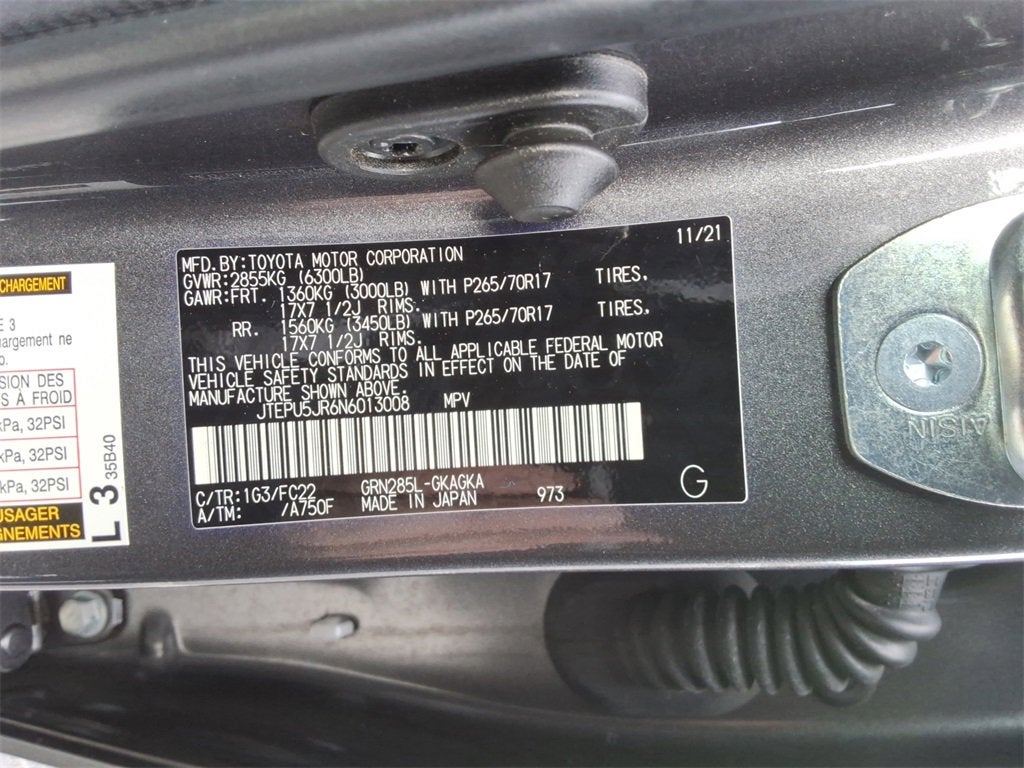 11/21
MFD. BY: TOYOTA MOTOR CORPORATION
GVWR: 2855KG (6300LB)
GAWR: FRT. 1360KG (3000LB) WITH P265/70R17 TIRES,
17X7 1/2J RIMS.
RR. 1560KG (3450LB) WITH P265/70R17 TIRES,
17X7 1/2J RIMS.
THIS VEHICLE CONFORMS TO ALL APPLICABLE FEDERAL MOTOR
VEHICLE SAFETY STANDARDS IN EFFECT ON THE DATE OF
MANUFACTURE SHOWN ABOVE.
JTEPU5JR6N6013008 MPV
C/TR: 1G3/FC22 GRN285L-GKAGKA
A/TM: /A750F MADE IN JAPAN 973
G
CHARGEMENT
E 3
hargement ne
o.
SION DES
S À FROID
kPa, 32PSI
kPa, 32PSI
kPa, 32PSI
USAGER
GNEMENTS
L 3 35B40
AISIN